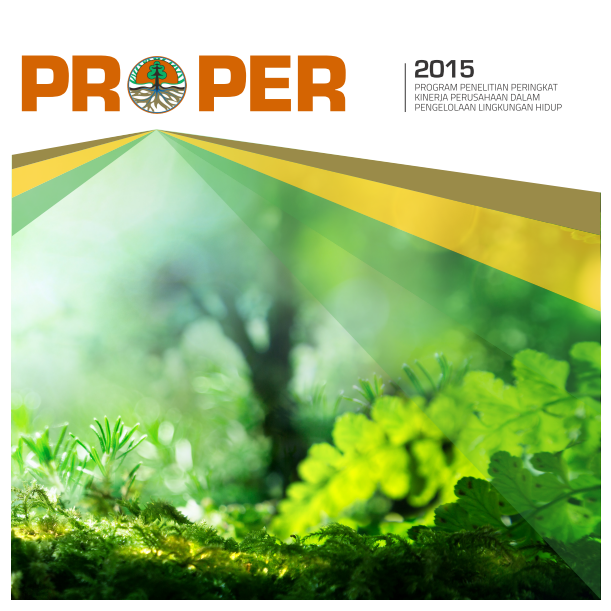 PROPER
2015
PROGRAM PENELITIAN PERINGKAT
KINERJA PERUSAHAAN DALAM
PENGELOLAAN LINGKUNGAN HIDUP